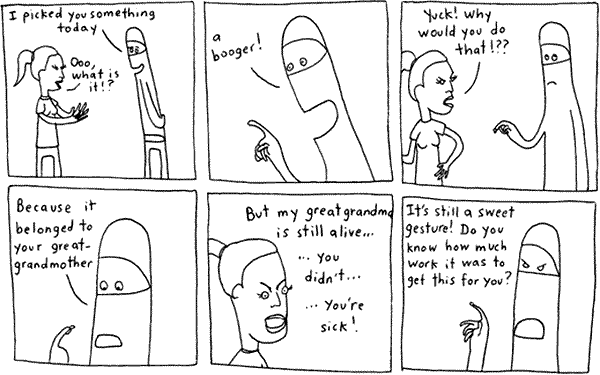 I picked you something
today
Ooo,
what is
it!?
a
booger!
Yuck! Why
would you do
that!??
Because it
belonged to
your great-
grandmother
But my greatgrandma
is still alive...
... you
didn't...
... You're
sick!
It's still a sweet
gesture! Do you
know how much
work it was to
get this for you?